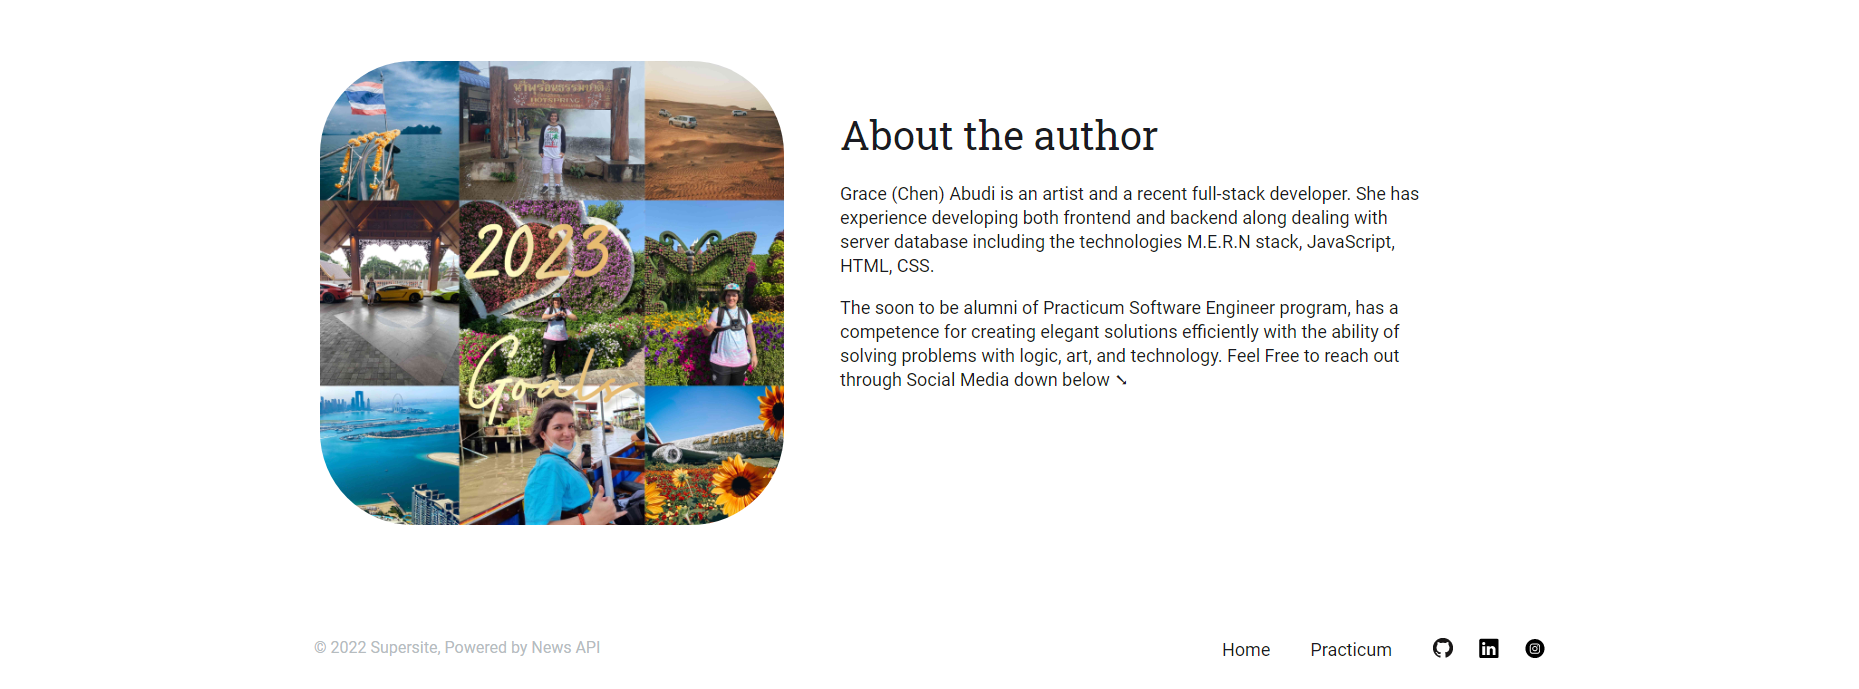 HOTSPRING
2023
Goals
About the author
Grace (Chen) Abudi is an artist and a recent full-stack developer. She has
experience developing both frontend and backend along dealing with
server database including the technologies M.E.R.N stack, JavaScript,
HTML, CSS.
The soon to be alumni of Practicum Software Engineer program, has a
competence for creating elegant solutions efficiently with the ability of
solving problems with logic, art, and technology. Feel Free to reach out
through Social Media down below ⤡
© 2022 Supersite, Powered by News API
Home Practicum in